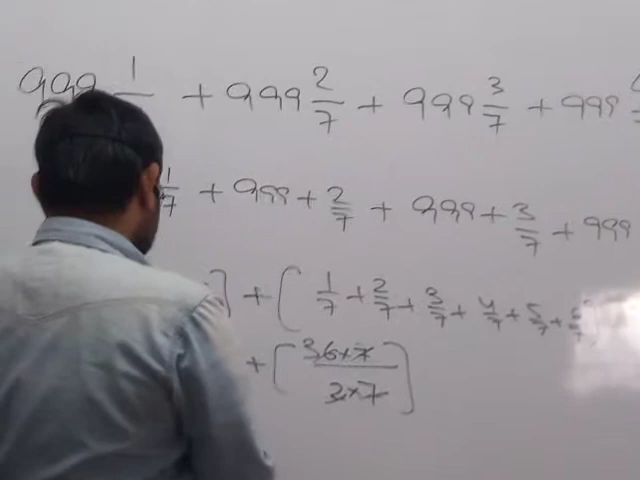 999 1/ + 999 2/7 + 999 3/7 + 999
1/7 + 999 + 2/7 + 999 + 3/7 + 999
] + [ 1/7 + 2/7 + 3/7 + 4/7 + 5/7 + 6/7
+ [ 36×7 / 2×7 ]